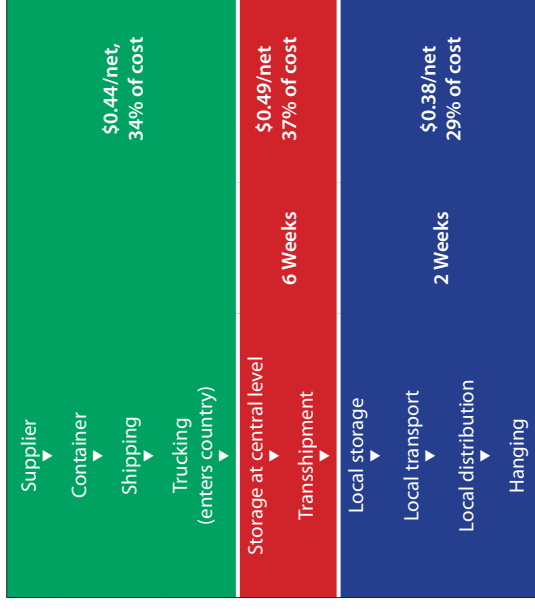 Supplier
Container
Shipping
Trucking
(enters country)
$0.44/net,
34% of cost
Storage at central level
Transshipment
6 Weeks
$0.49/net
37% of cost
Local storage
Local transport
Local distribution
Hanging
2 Weeks
$0.38/net
29% of cost